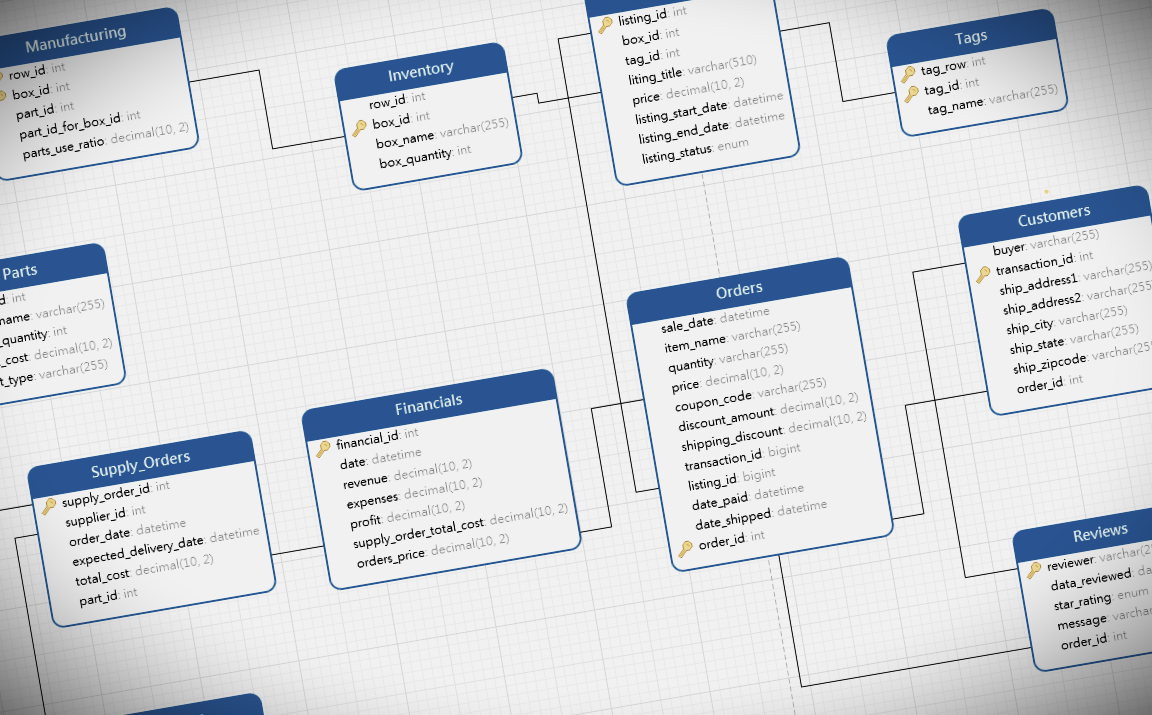 Manufacturing
row_id: int
box_id: int
part_id: int
part_id_for_box_id: int
parts_use_ratio: decimal(10, 2)
Inventory
row_id: int
box_id: int
box_name: varchar(255)
box_quantity: int
listing_id: int
box_id: int
tag_id: int
liting_title: varchar(510)
price: decimal(10, 2)
listing_start_date: datetime
listing_end_date: datetime
listing_status: enum
Tags
tag_row: int
tag_id: int
tag_name: varchar(255)
Parts
d: int
name: varchar(255)
_quantity: int
_cost: decimal(10, 2)
t_type: varchar(255)
Supply_Orders
supply_order_id: int
supplier_id: int
order_date: datetime
expected_delivery_date: datetime
total_cost: decimal(10, 2)
part_id: int
Financials
financial_id: int
date: datetime
revenue: decimal(10, 2)
expenses: decimal(10, 2)
profit: decimal(10, 2)
supply_order_total_cost: decimal(10, 2)
orders_price: decimal(10, 2)
Orders
sale_date: datetime
item_name: varchar(255)
quantity: varchar(255)
price: decimal(10, 2)
coupon_code: varchar(255)
discount_amount: decimal(10, 2)
shipping_discount: decimal(10, 2)
transaction_id: bigint
listing_id: bigint
date_paid: datetime
date_shipped: datetime
order_id: int
Customers
buyer: varchar(255)
transaction_id: int
ship_address1: varchar(255)
ship_address2: varchar(255
ship_city: varchar(255)
ship_state: varchar(255)
ship_zipcode: varchar(255
order_id: int
Reviews
reviewer: varchar(2
data_reviewed: da
star_rating: enum
message: varchar
order_id: int